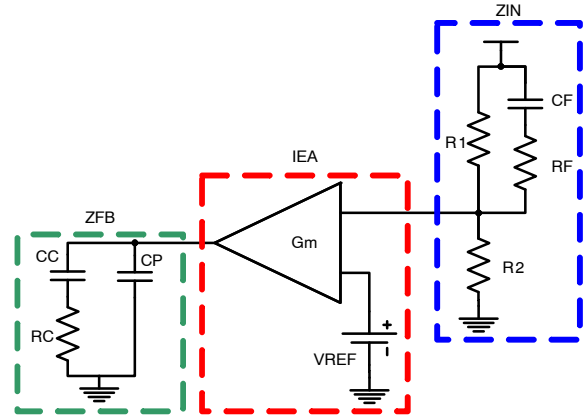 ZIN
CF
R1
RF
IEA
ZFB
Gm
CC
CP
R2
RC
VREF
+
-